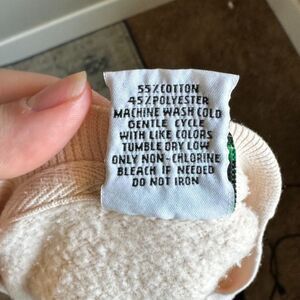 55%COTTON
45%POLYESTER
MACHINE WASH COLD
GENTLE CYCLE
WITH LIKE COLORS
TUMBLE DRY LOW
ONLY NON-CHLORINE
BLEACH IF NEEDED
DO NOT IRON